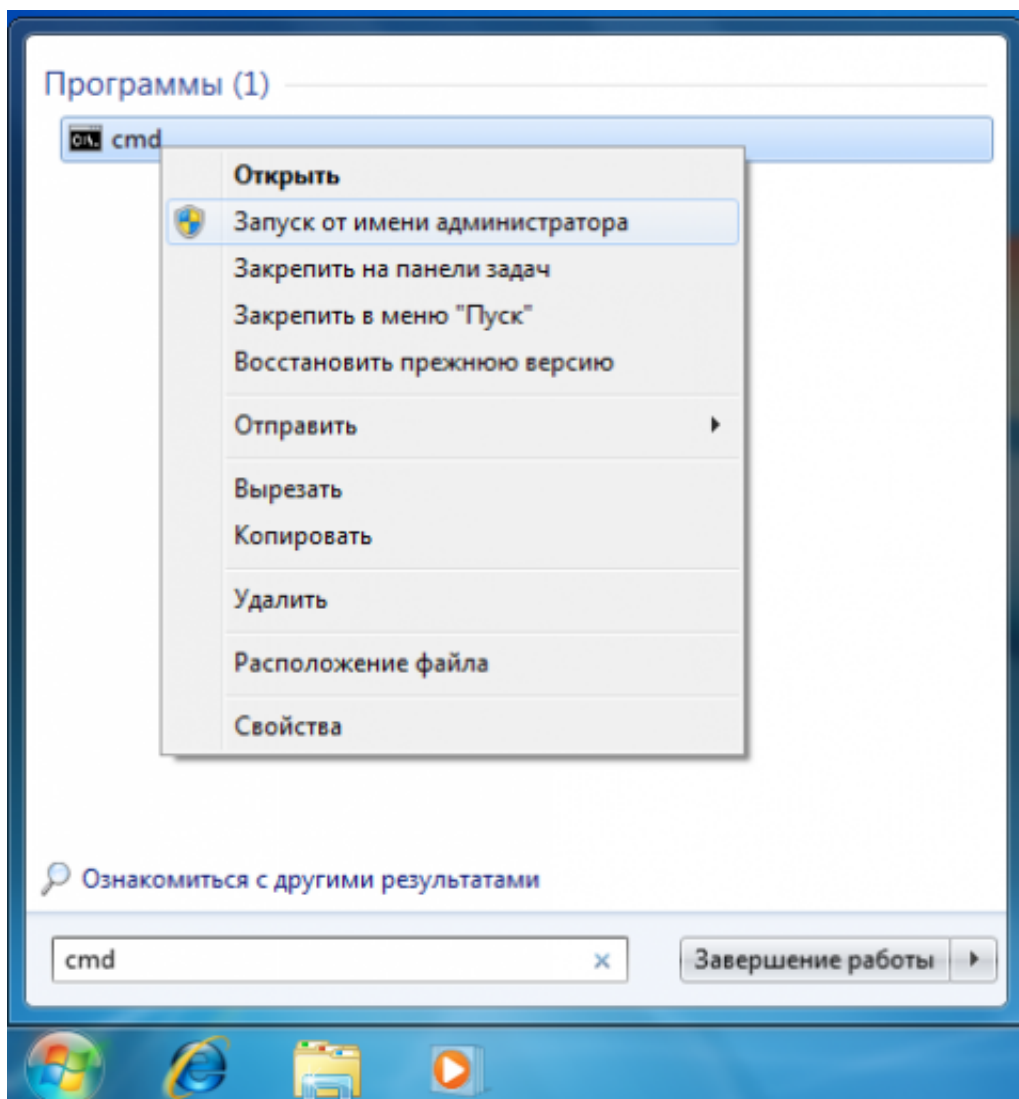 Программы (1)
cmd
Открыть
Запуск от имени администратора
Закрепить на панели задач
Закрепить в меню "Пуск"
Восстановить прежнюю версию
Отправить
Вырезать
Копировать
Удалить
Расположение файла
Свойства
Ознакомиться с другими результатами
cmd
Завершение работы